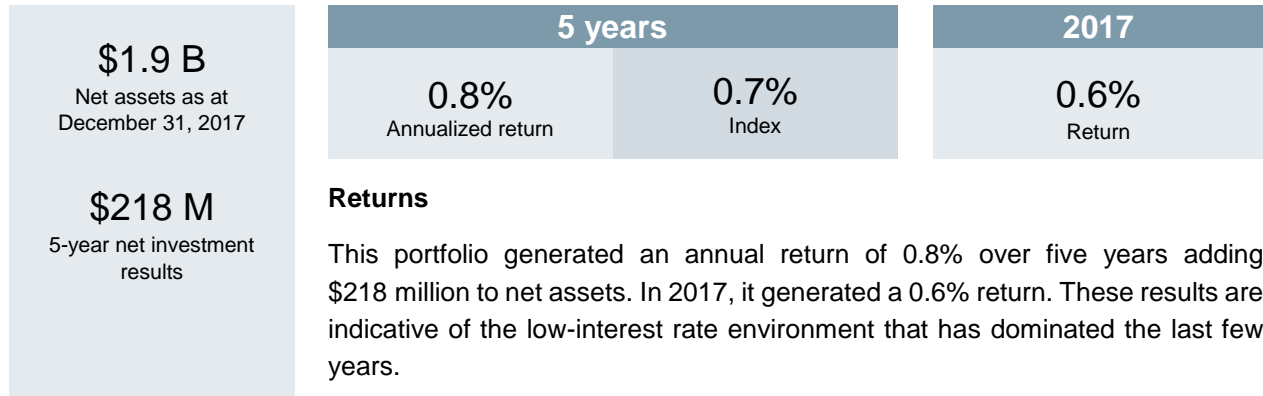 $1.9 B
Net assets as at
December 31, 2017
$218 M
5-year net investment
results
5 years
0.8%
Annualized return
0.7%
Index
2017
0.6%
Return
Returns
This portfolio generated an annual return of 0.8% over five years adding
$218 million to net assets. In 2017, it generated a 0.6% return. These results are
indicative of the low-interest rate environment that has dominated the last few
years.